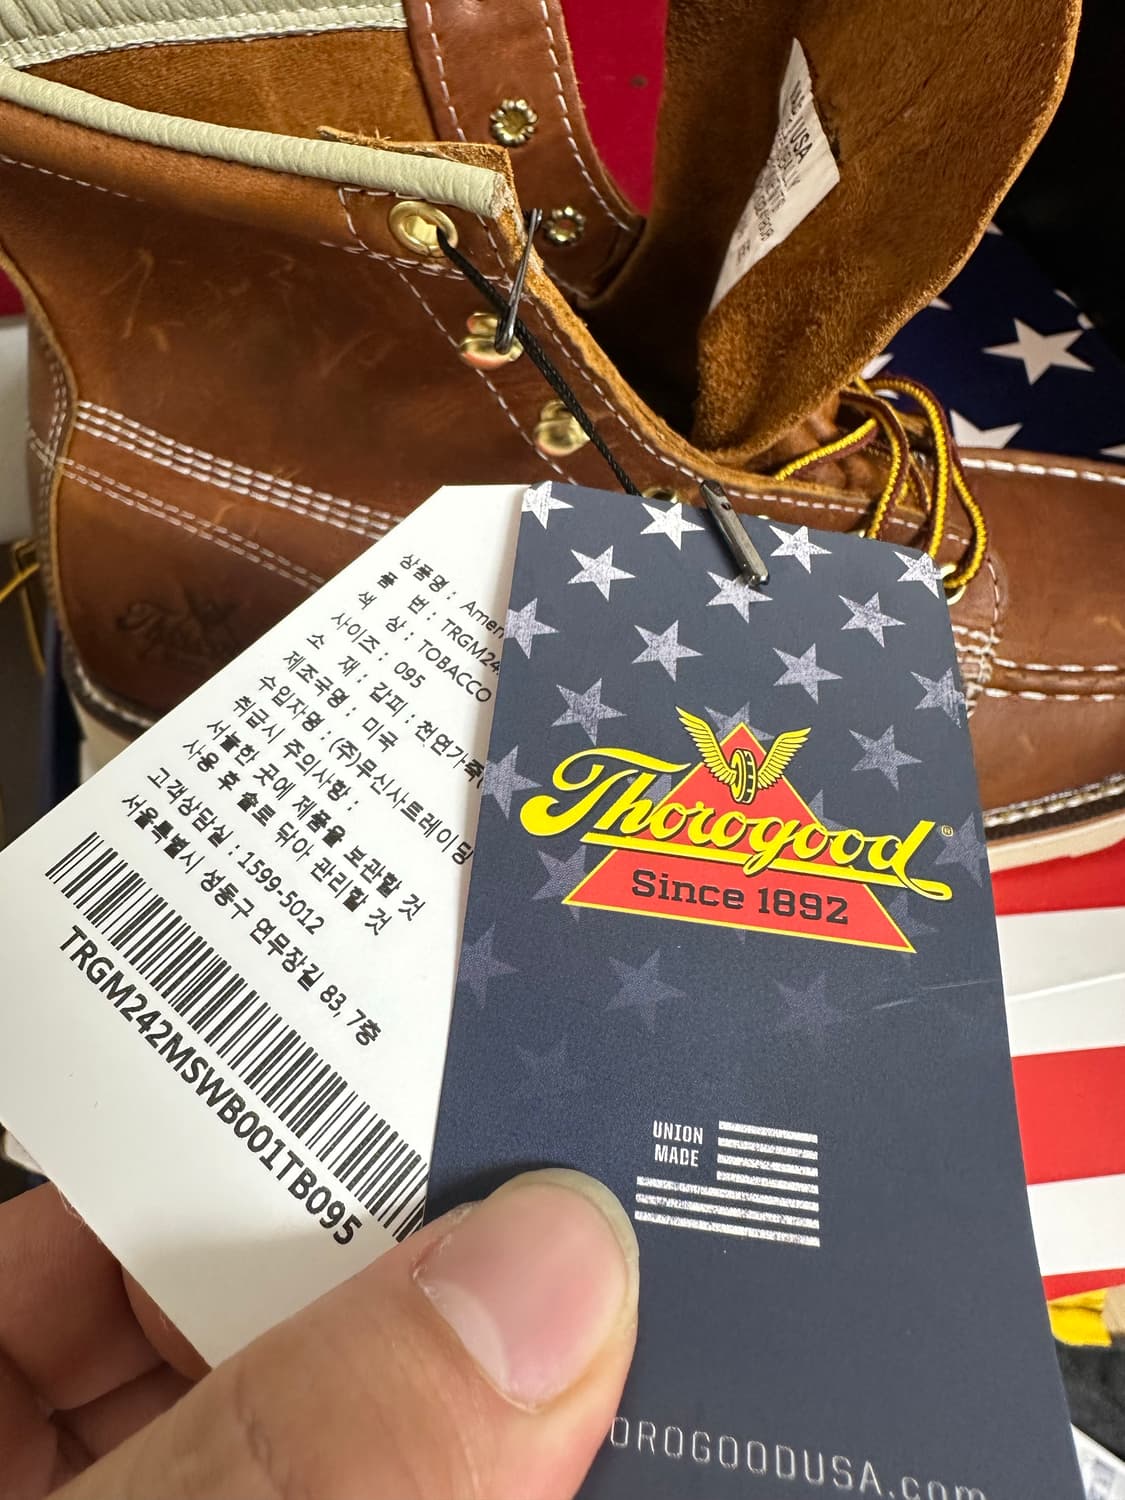 상품명 : Amer
품 번 : TRGM24
색 상 : TOBACCO
사이즈 : 095
소 재 : 갑피 : 천연가죽
제조국명 : 미국
수입자명 : (주)무신사트레이딩
취급시 주의사항 :
서늘한 곳에 제품을 보관할 것
사용 후 솔로 닦아 관리할 것
고객상담실 : 1599-5012
서울특별시 성동구 연무장길 83, 7층
TRGM242MSWB001TB095
Thorogood®
Since 1892
UNION
MADE
OROGOODUSA.com
USA